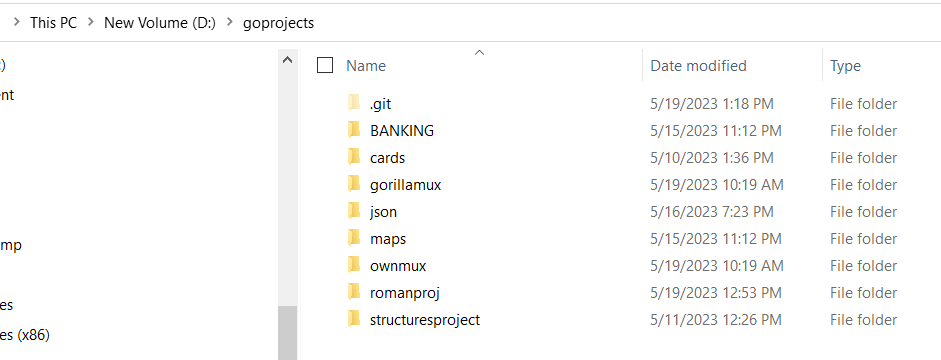 This PC > New Volume (D:) > goprojects
Name Date modified Type
.git 5/19/2023 1:18 PM File folder
BANKING 5/15/2023 11:12 PM File folder
cards 5/10/2023 1:36 PM File folder
gorillamux 5/19/2023 10:19 AM File folder
json 5/16/2023 7:23 PM File folder
maps 5/15/2023 11:12 PM File folder
ownmux 5/19/2023 10:19 AM File folder
romanproj 5/19/2023 12:53 PM File folder
structuresproject 5/11/2023 12:26 PM File folder
:)
ent
mp
es
es (x86)